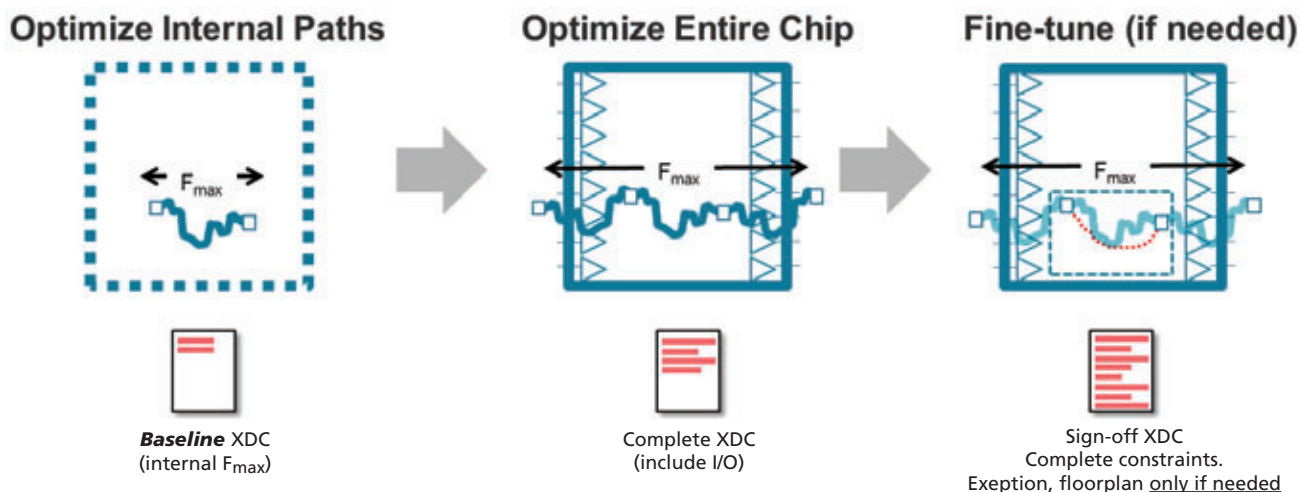 Optimize Internal Paths
Optimize Entire Chip
Fine-tune (if needed)
Fmax
Fmax
Fmax
Baseline XDC
(internal Fmax)
Complete XDC
(include I/O)
Sign-off XDC
Complete constraints.
Exeption, floorplan only if needed